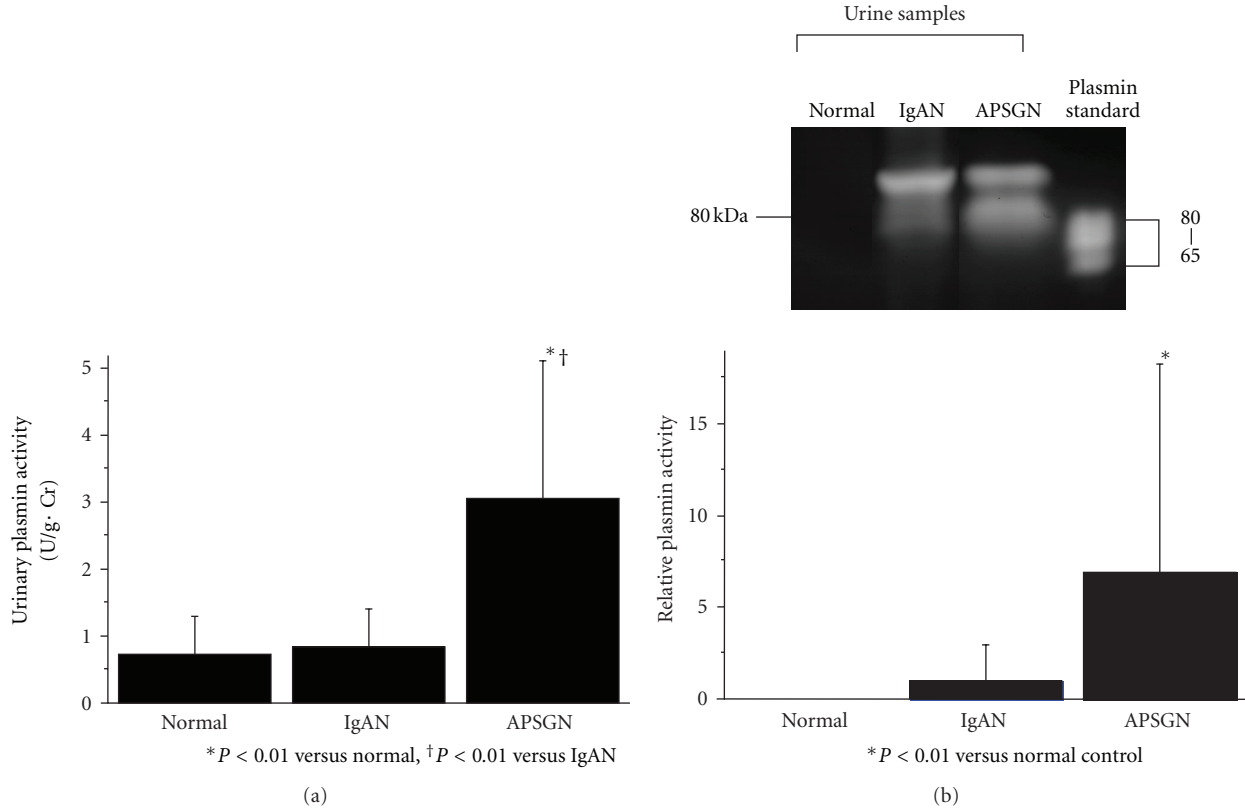 Urine samples
Normal IgAN APSGN
Plasmin
standard
80 kDa
80
65
Urinary plasmin activity
(U/g· Cr)
5
4
3
2
1
0
*†
Normal IgAN APSGN
*P < 0.01 versus normal, †P < 0.01 versus IgAN
(a)
Relative plasmin activity
15
10
5
0
*
Normal IgAN APSGN
*P < 0.01 versus normal control
(b)